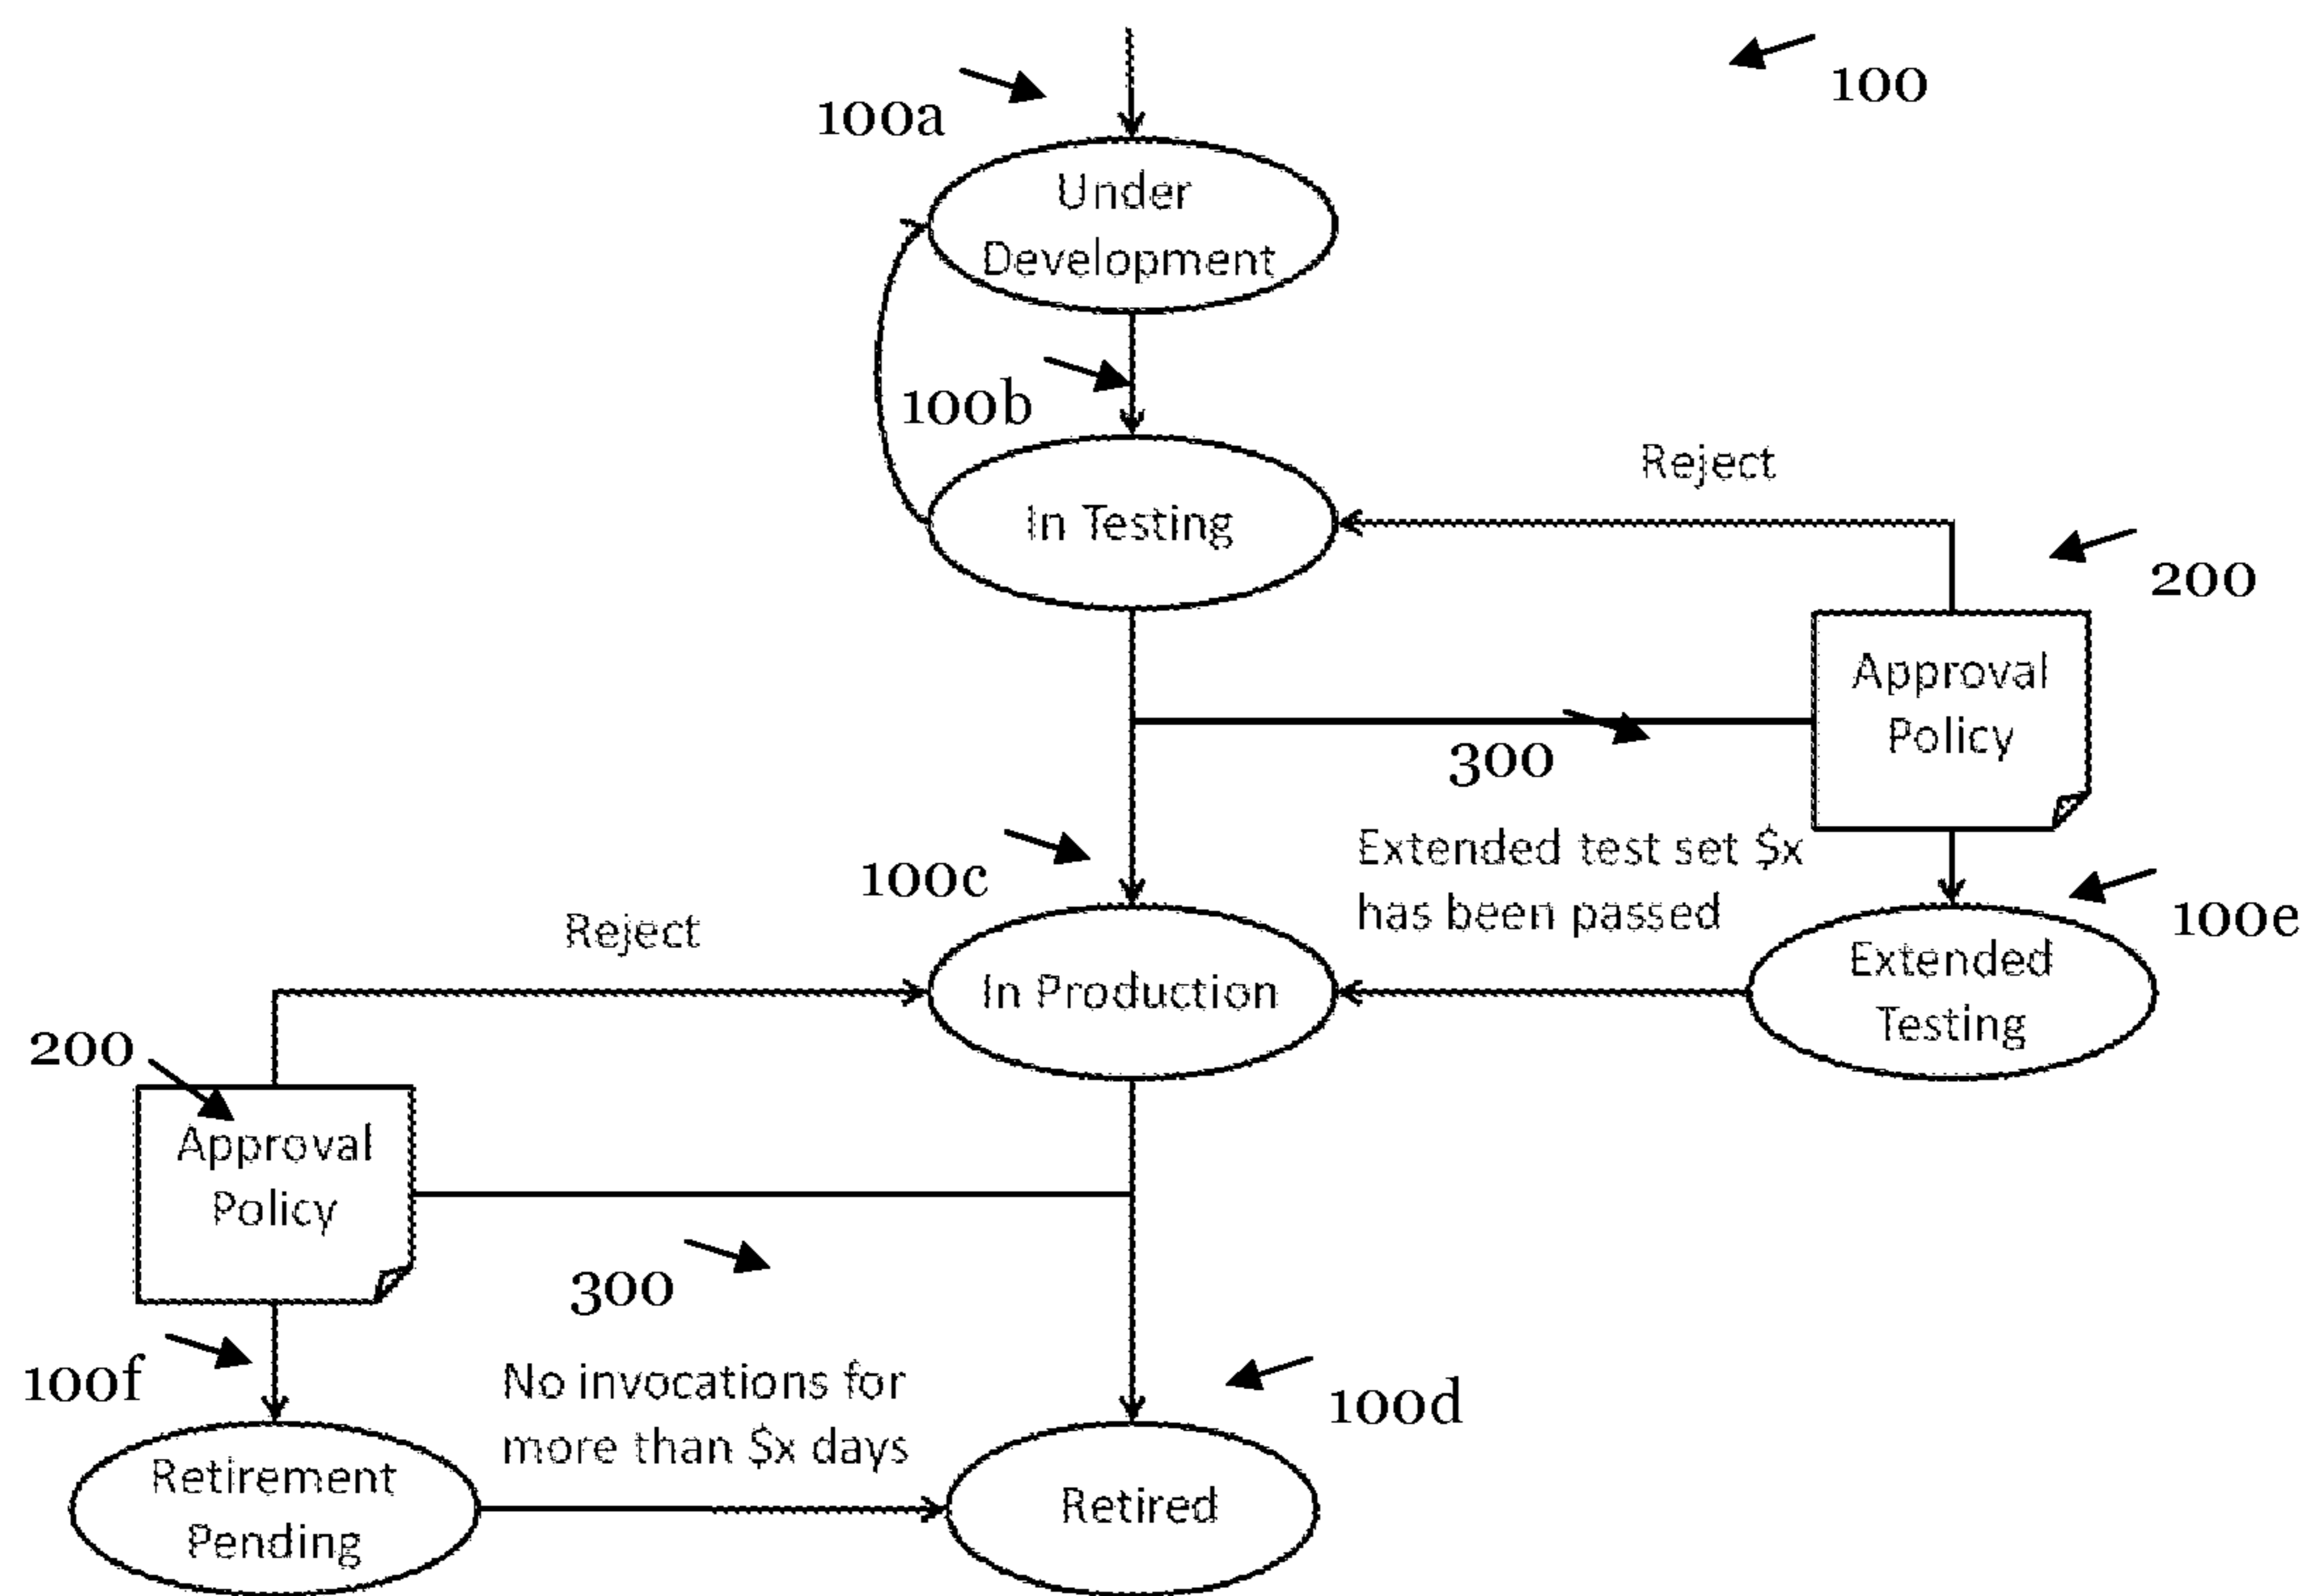 100
100a
Under
Development
100b
In Testing
Reject
200
Approval
Policy
300
100c
Extended test set $x
has been passed
100e
Reject
In Production
Extended
Testing
200
Approval
Policy
300
100f
No invocations for
more than $x days
100d
Retirement
Pending
Retired